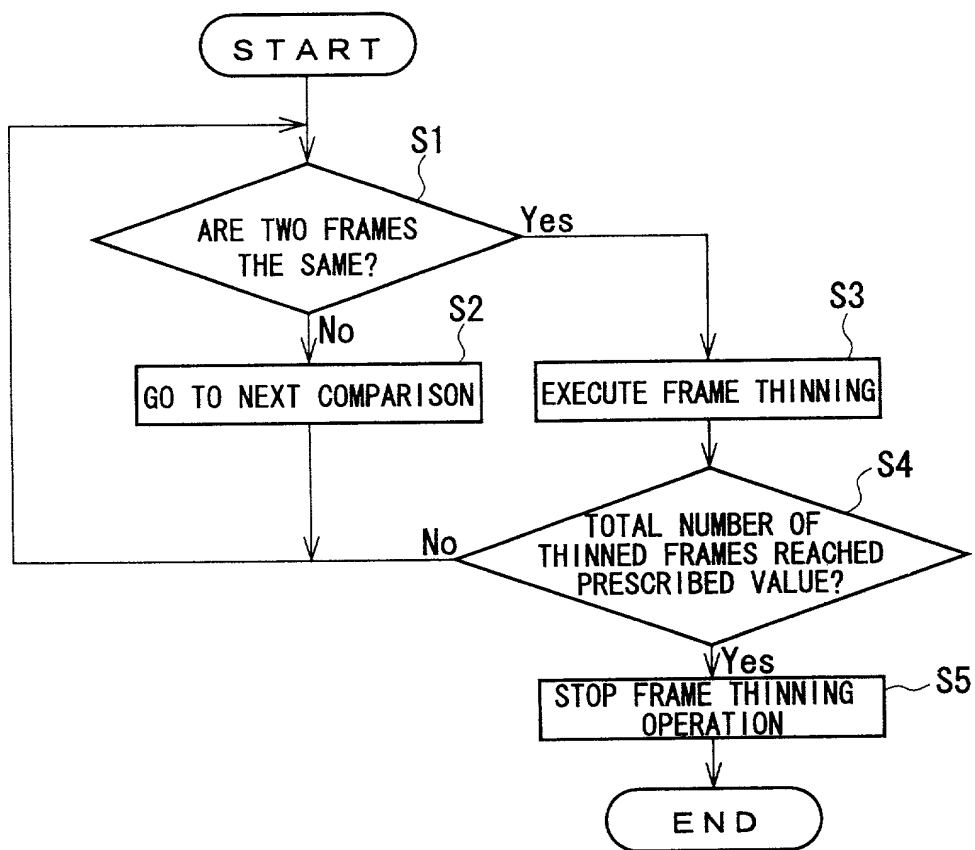 START
S1
ARE TWO FRAMES
THE SAME?
Yes
No
S2
GO TO NEXT COMPARISON
S3
EXECUTE FRAME THINNING
S4
TOTAL NUMBER OF
THINNED FRAMES REACHED
PRESCRIBED VALUE?
No
Yes
S5
STOP FRAME THINNING
OPERATION
END